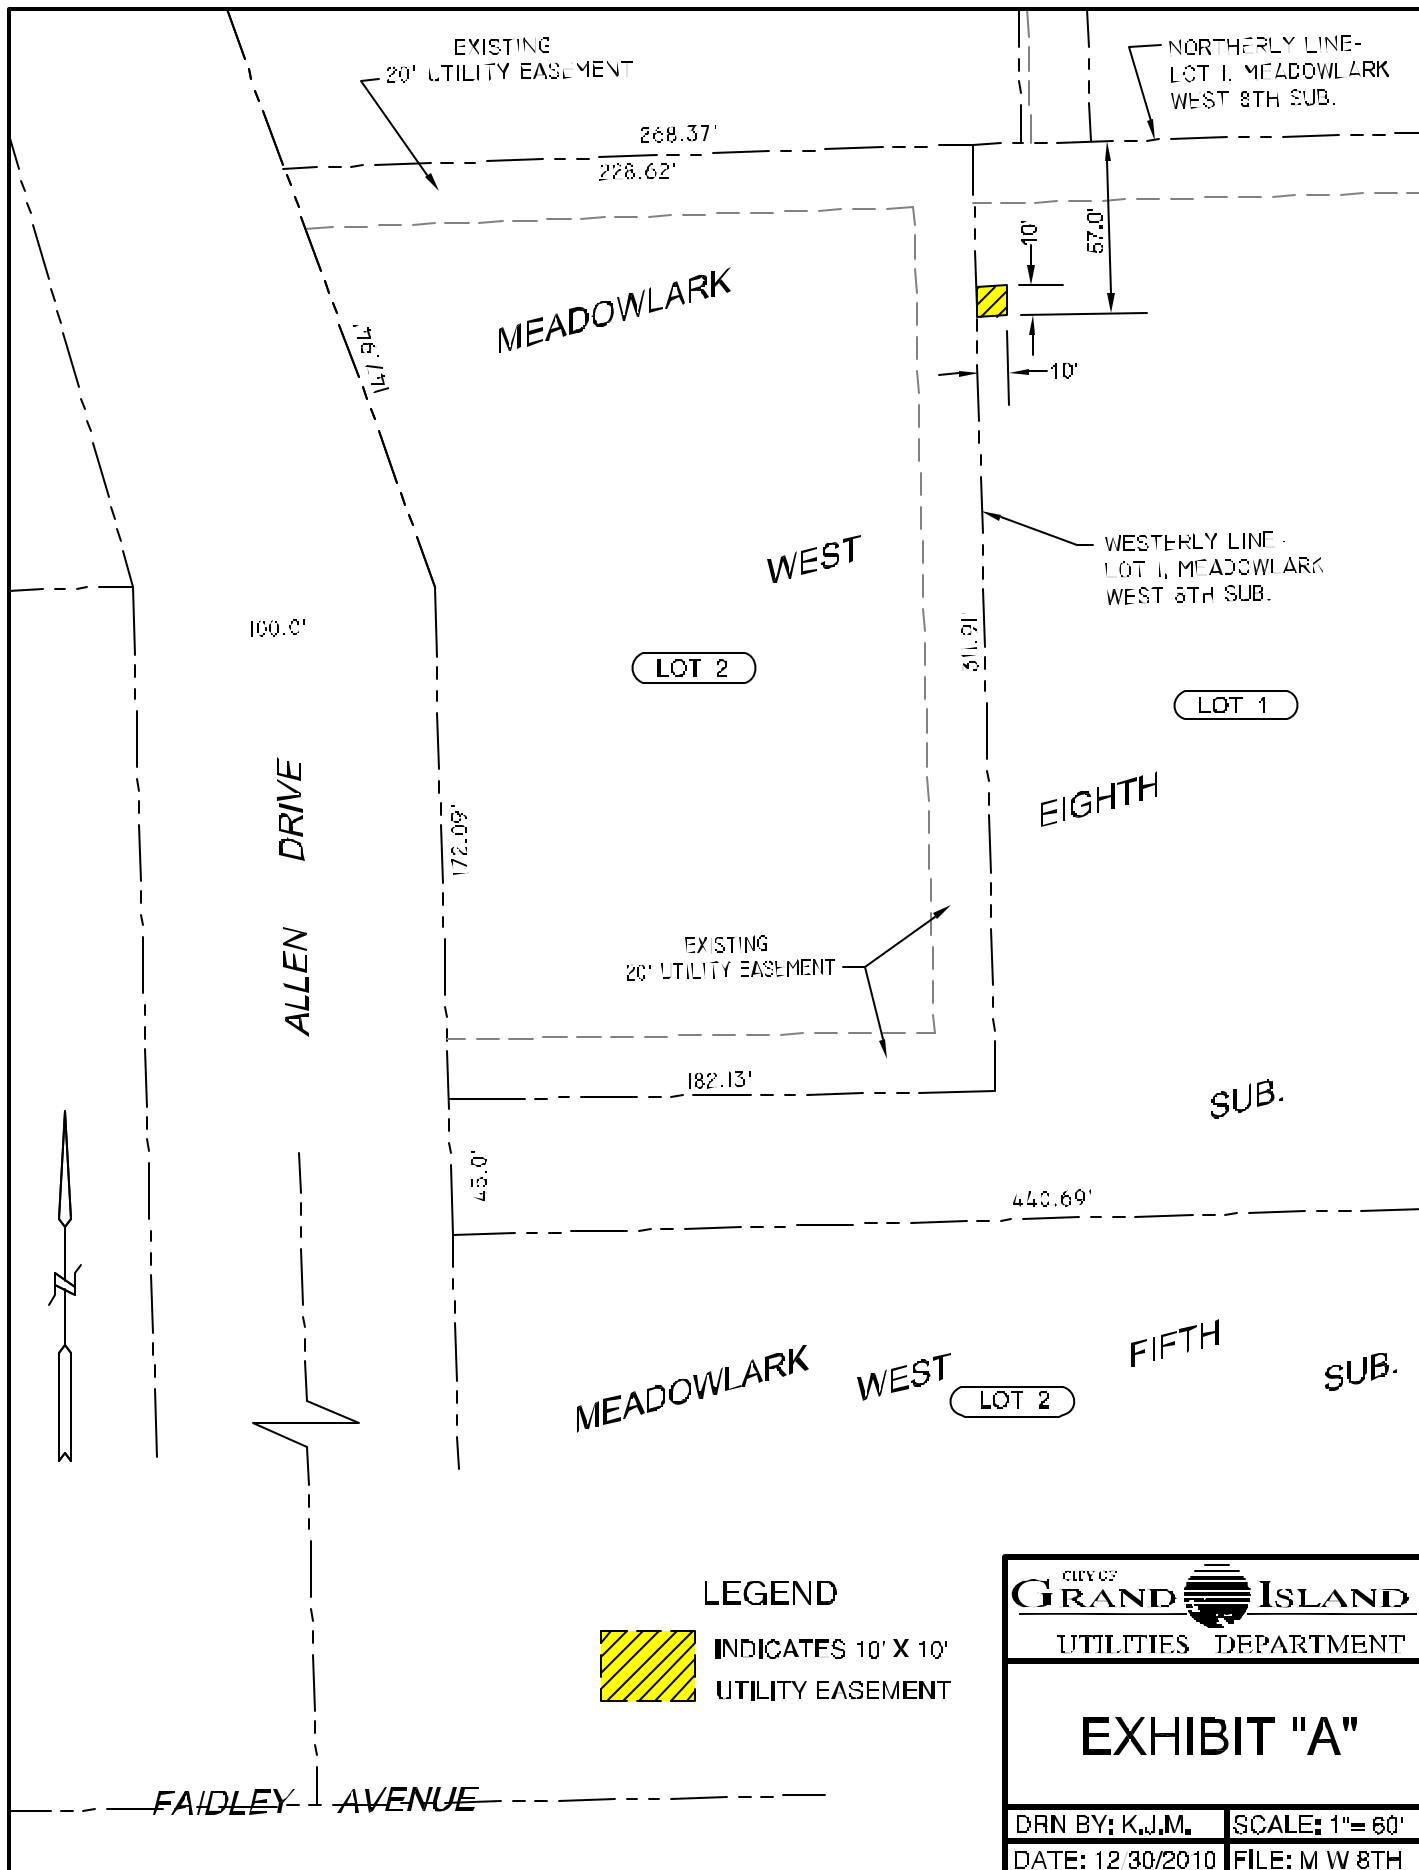 EXISTING
20' UTILITY EASEMENT
NORTHERLY LINE-
LOT 1, MEADOWLARK
WEST 8TH SUB.
268.37'
228.62'
10'
57.0'
10'
MEADOWLARK
147.94'
WEST
WESTERLY LINE-
LOT 1, MEADOWLARK
WEST 8TH SUB.
100.0'
311.91'
LOT 2
LOT 1
EIGHTH
172.09'
ALLEN DRIVE
EXISTING
20' UTILITY EASEMENT
182.13'
SUB.
45.0'
440.69'
N
MEADOWLARK WEST FIFTH SUB.
LOT 2
LEGEND
INDICATES 10' X 10'
UTILITY EASEMENT
CITY OF
GRAND ISLAND
UTILITIES DEPARTMENT
EXHIBIT "A"
DRN BY: K.J.M.
SCALE: 1"= 60'
DATE: 12/30/2010
FILE: M W 8TH
FAIDLEY AVENUE